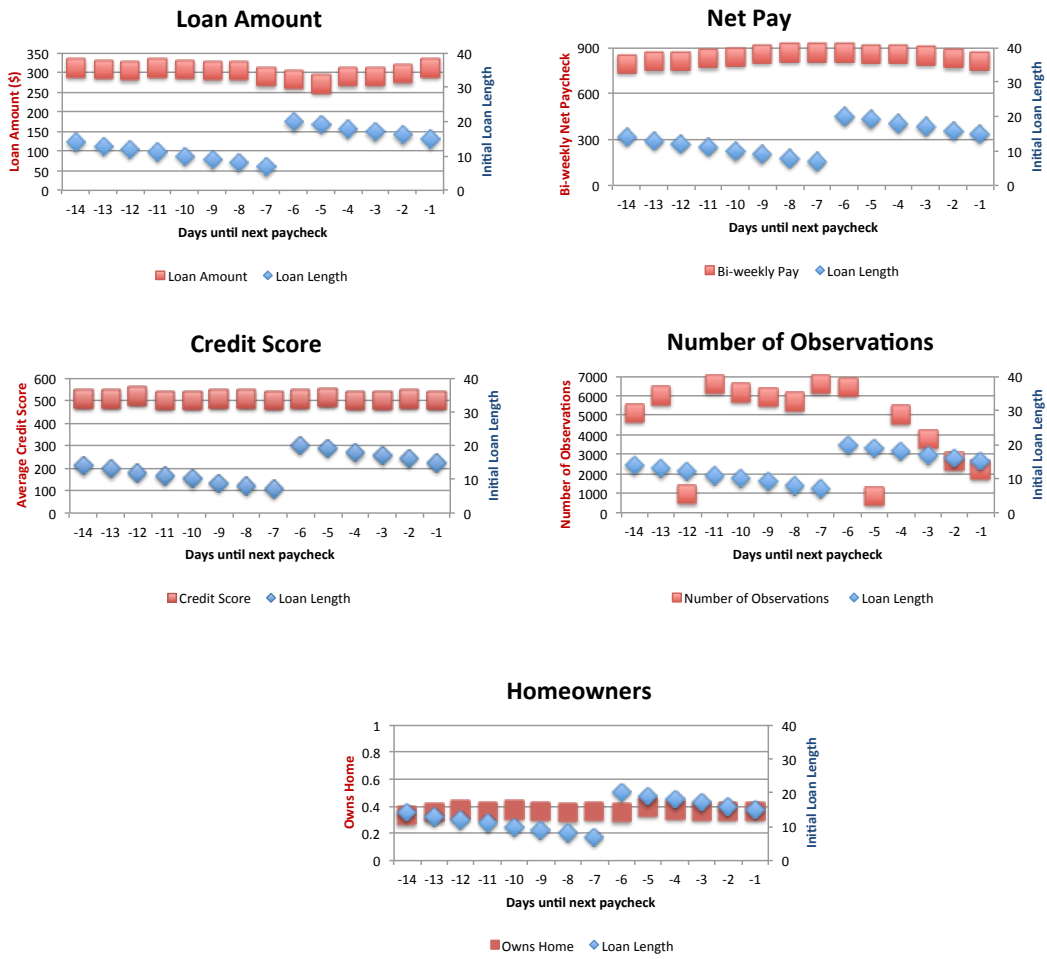 Loan Amount
350
300
250
200
150
100
50
0
Loan Amount ($)
40
30
20
10
0
Initial Loan Length
-14 -13 -12 -11 -10 -9 -8 -7 -6 -5 -4 -3 -2 -1
Days until next paycheck
Loan Amount Loan Length
Net Pay
900
600
300
0
Bi-weekly Net Paycheck
40
30
20
10
0
Initial Loan Length
-14 -13 -12 -11 -10 -9 -8 -7 -6 -5 -4 -3 -2 -1
Days until next paycheck
Bi-weekly Pay Loan Length
Credit Score
600
500
400
300
200
100
0
Average Credit Score
40
30
20
10
0
Initial Loan Length
-14 -13 -12 -11 -10 -9 -8 -7 -6 -5 -4 -3 -2 -1
Days until next paycheck
Credit Score Loan Length
Number of Observations
7000
6000
5000
4000
3000
2000
1000
0
Number of Observations
40
30
20
10
0
Initial Loan Length
-14 -13 -12 -11 -10 -9 -8 -7 -6 -5 -4 -3 -2 -1
Days until next paycheck
Number of Observations Loan Length
Homeowners
1
0.8
0.6
0.4
0.2
0
Owns Home
40
30
20
10
0
Initial Loan Length
-14 -13 -12 -11 -10 -9 -8 -7 -6 -5 -4 -3 -2 -1
Days until next paycheck
Owns Home Loan Length